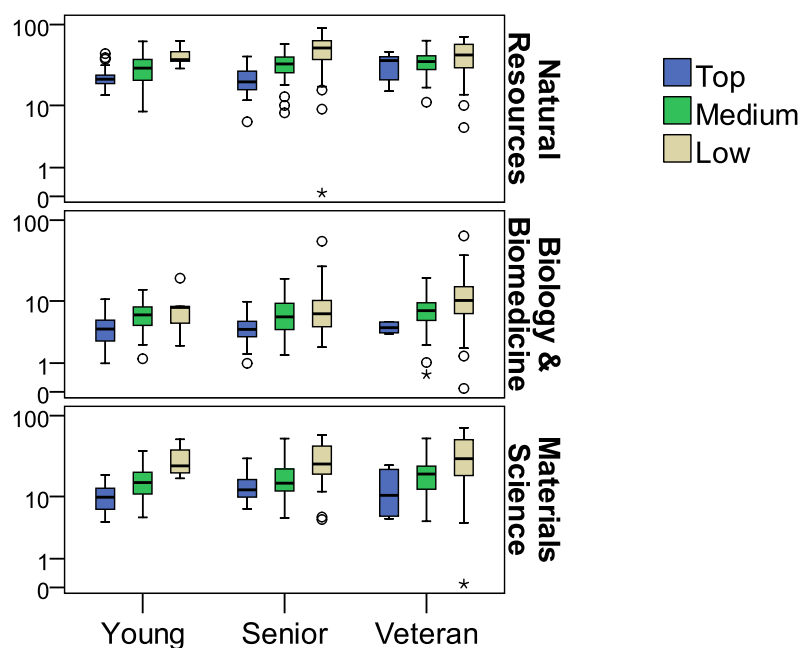 100
10
1
0
Natural
Resources
100
10
1
0
Biology &
Biomedicine
100
10
1
0
Materials
Science
Young Senior Veteran
Top
Medium
Low